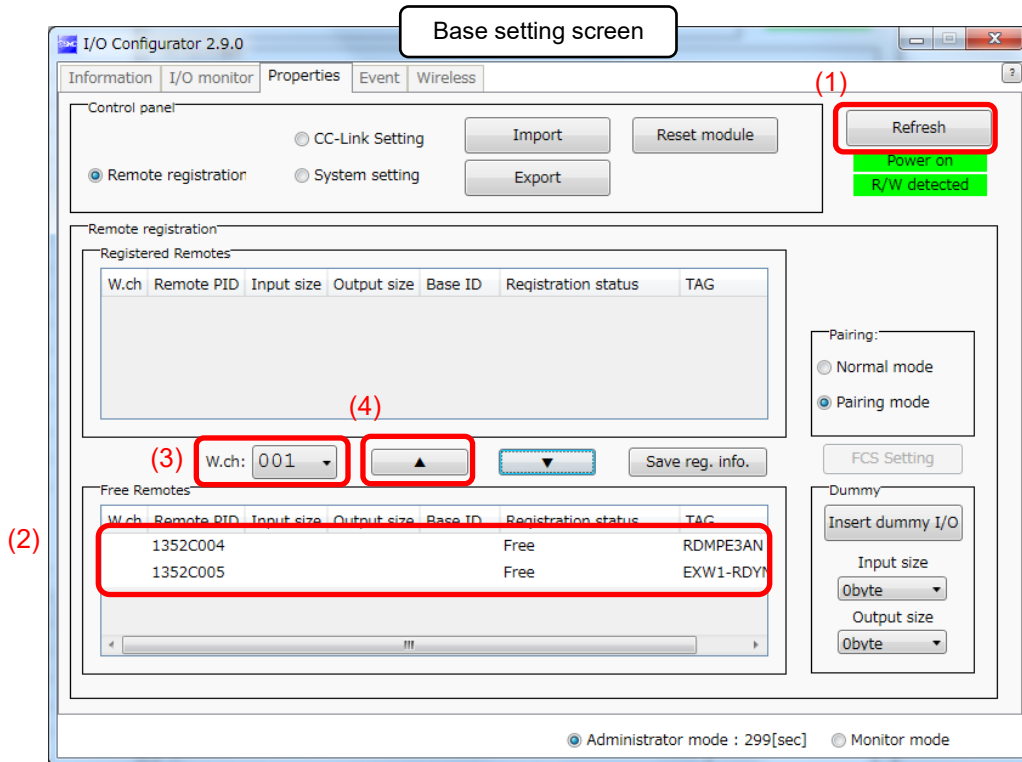 Base setting screen
I/O Configurator 2.9.0
Information I/O monitor Properties Event Wireless
?
(1)
Control panel
CC-Link Setting Import Reset module Refresh
Power on
Remote registration System setting Export R/W detected
Remote registration
Registered Remotes
W.ch Remote PID Input size Output size Base ID Registration status TAG
Pairing:
Normal mode
Pairing mode
(4)
(3) W.ch: 001 ▲ ▼ Save reg. info. FCS Setting
Free Remotes Dummy
W.ch Remote PID Input size Output size Base ID Registration status TAG Insert dummy I/O
(2)
1352C004 Free RDMPE3AN
1352C005 Free EXW1-RDYN
Input size
0byte
Output size
0byte
Administrator mode : 299[sec] Monitor mode